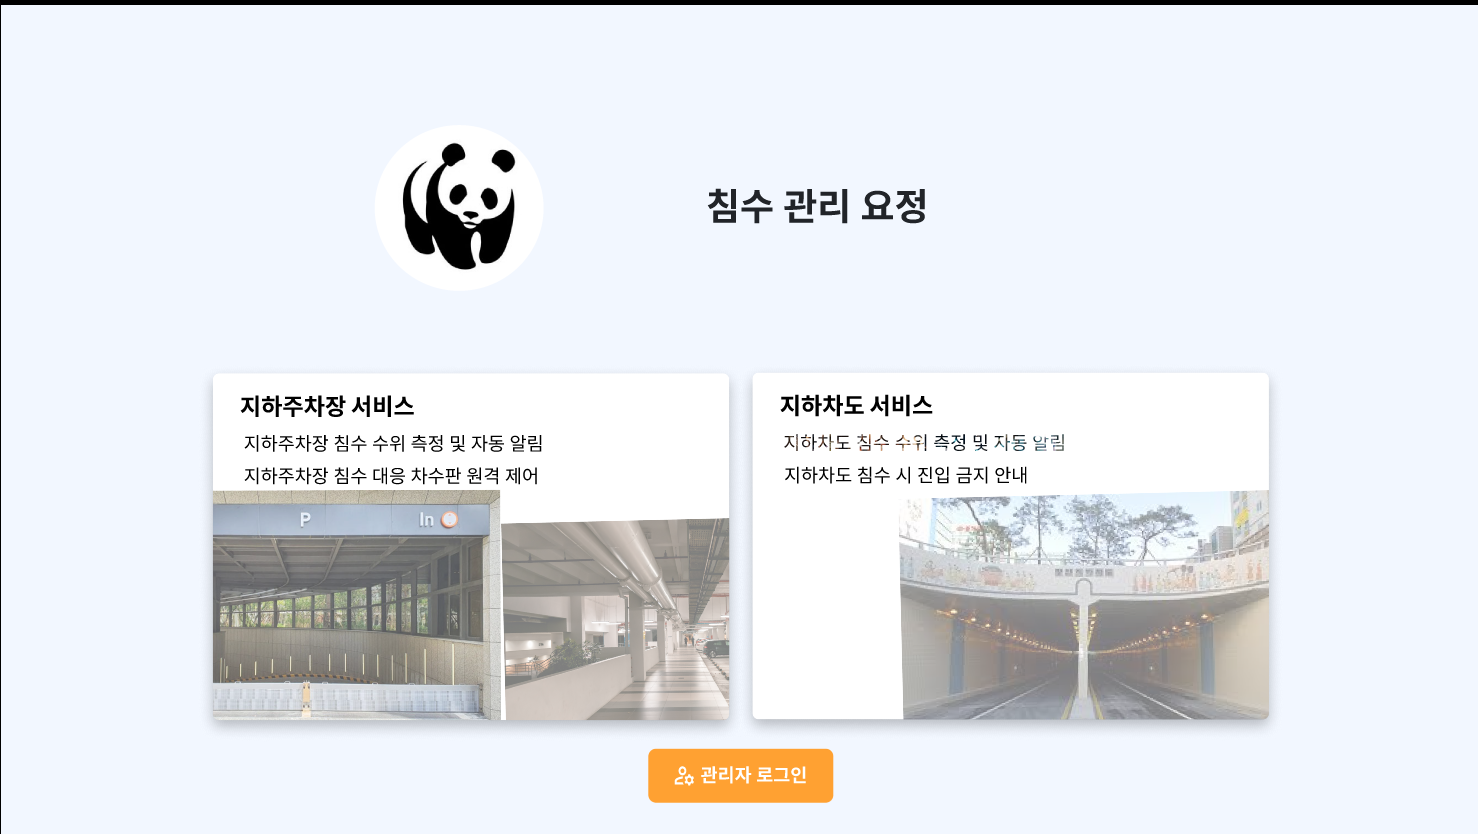 침수 관리 요정
지하주차장 서비스
지하주차장 침수 수위 측정 및 자동 알림
지하주차장 침수 대응 차수판 원격 제어
P In
지하차도 서비스
지하차도 침수 수위 측정 및 자동 알림
지하차도 침수 시 진입 금지 안내
관리자 로그인